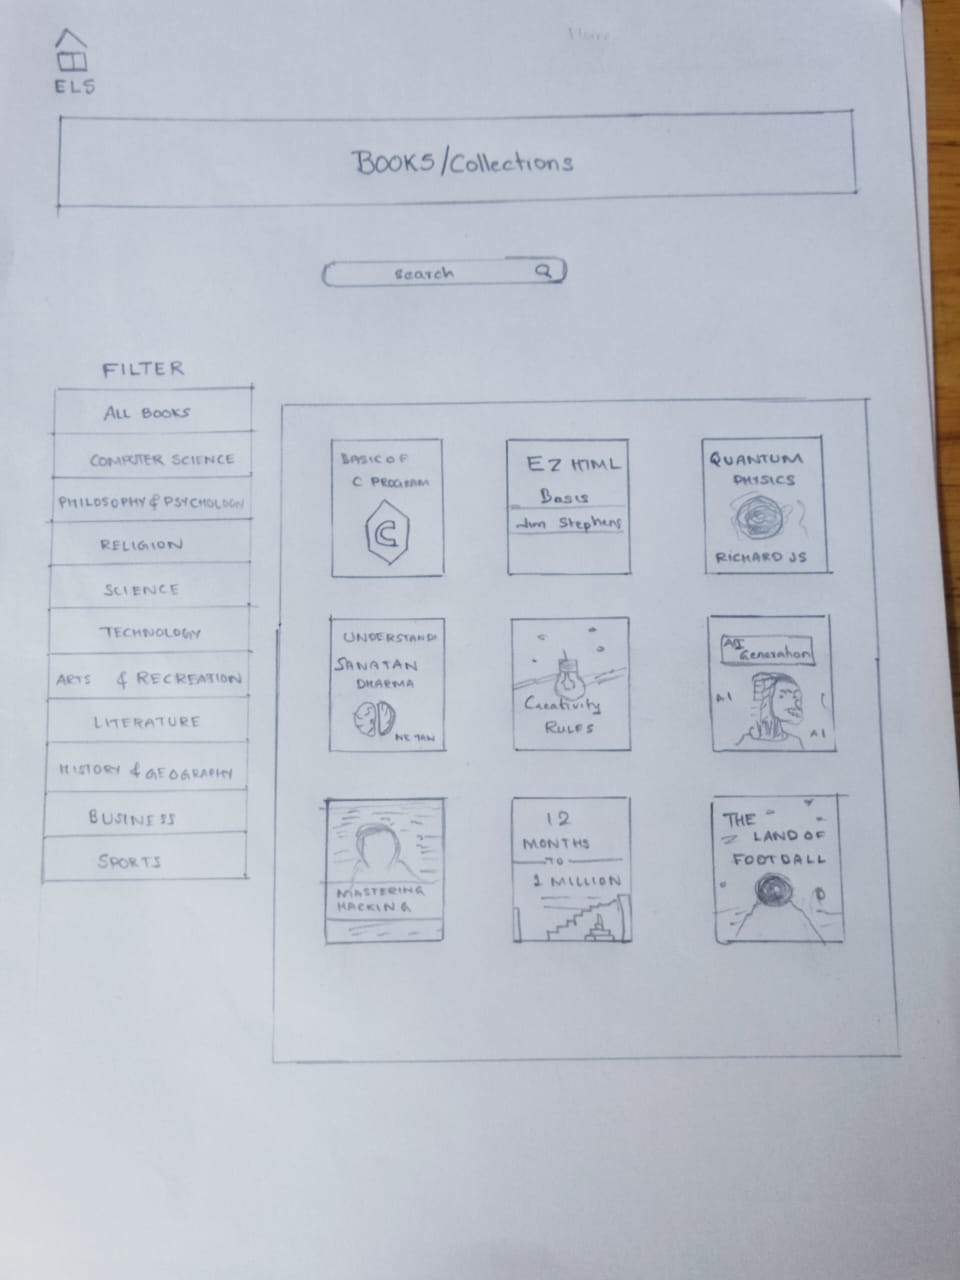 ELS
BOOKS/Collections
search
FILTER
ALL BOOKS
COMPUTER SCIENCE
PHILOSOPHY & PSYCHOLOGY
RELIGION
SCIENCE
TECHNOLOGY
ARTS & RECREATION
LITERATURE
HISTORY & GEOGRAPHY
BUSINESS
SPORTS
BASIC OF
C PROGRAM
C
EZ HTML
Basis
Jim Stephens
QUANTUM
PHYSICS
RICHARD JS
UNDERSTAND
SANATAN
DHARMA
Creativity
RULES
Generation
AI
AI
MASTERING
HACKING
12
MONTHS
TO
1 MILLION
THE
LAND OF
FOOTBALL